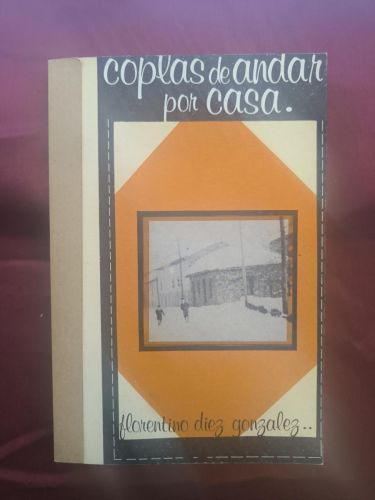 coplas de andar
por casa.
florentino diez gonzalez..